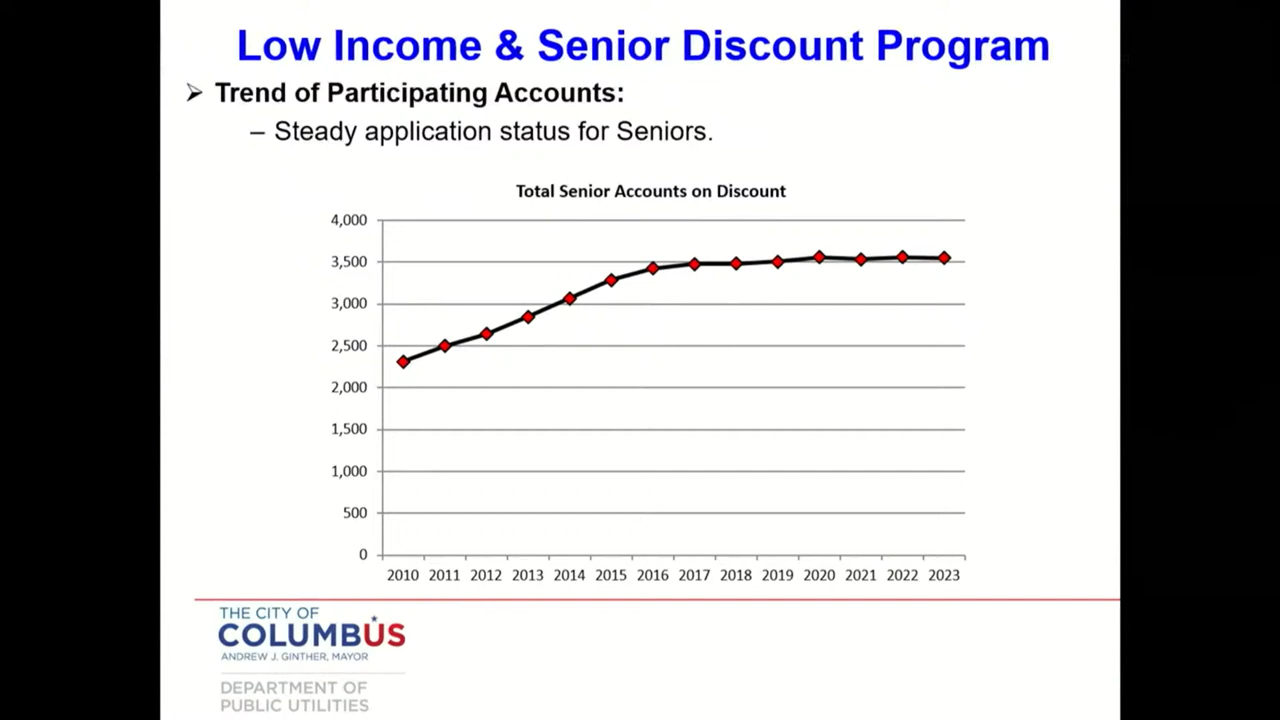 Low Income & Senior Discount Program
➢ Trend of Participating Accounts:
– Steady application status for Seniors.
Total Senior Accounts on Discount
4,000
3,500
3,000
2,500
2,000
1,500
1,000
500
0
2010 2011 2012 2013 2014 2015 2016 2017 2018 2019 2020 2021 2022 2023
THE CITY OF
COLUMBUS
ANDREW J. GINTHER, MAYOR
DEPARTMENT OF
PUBLIC UTILITIES